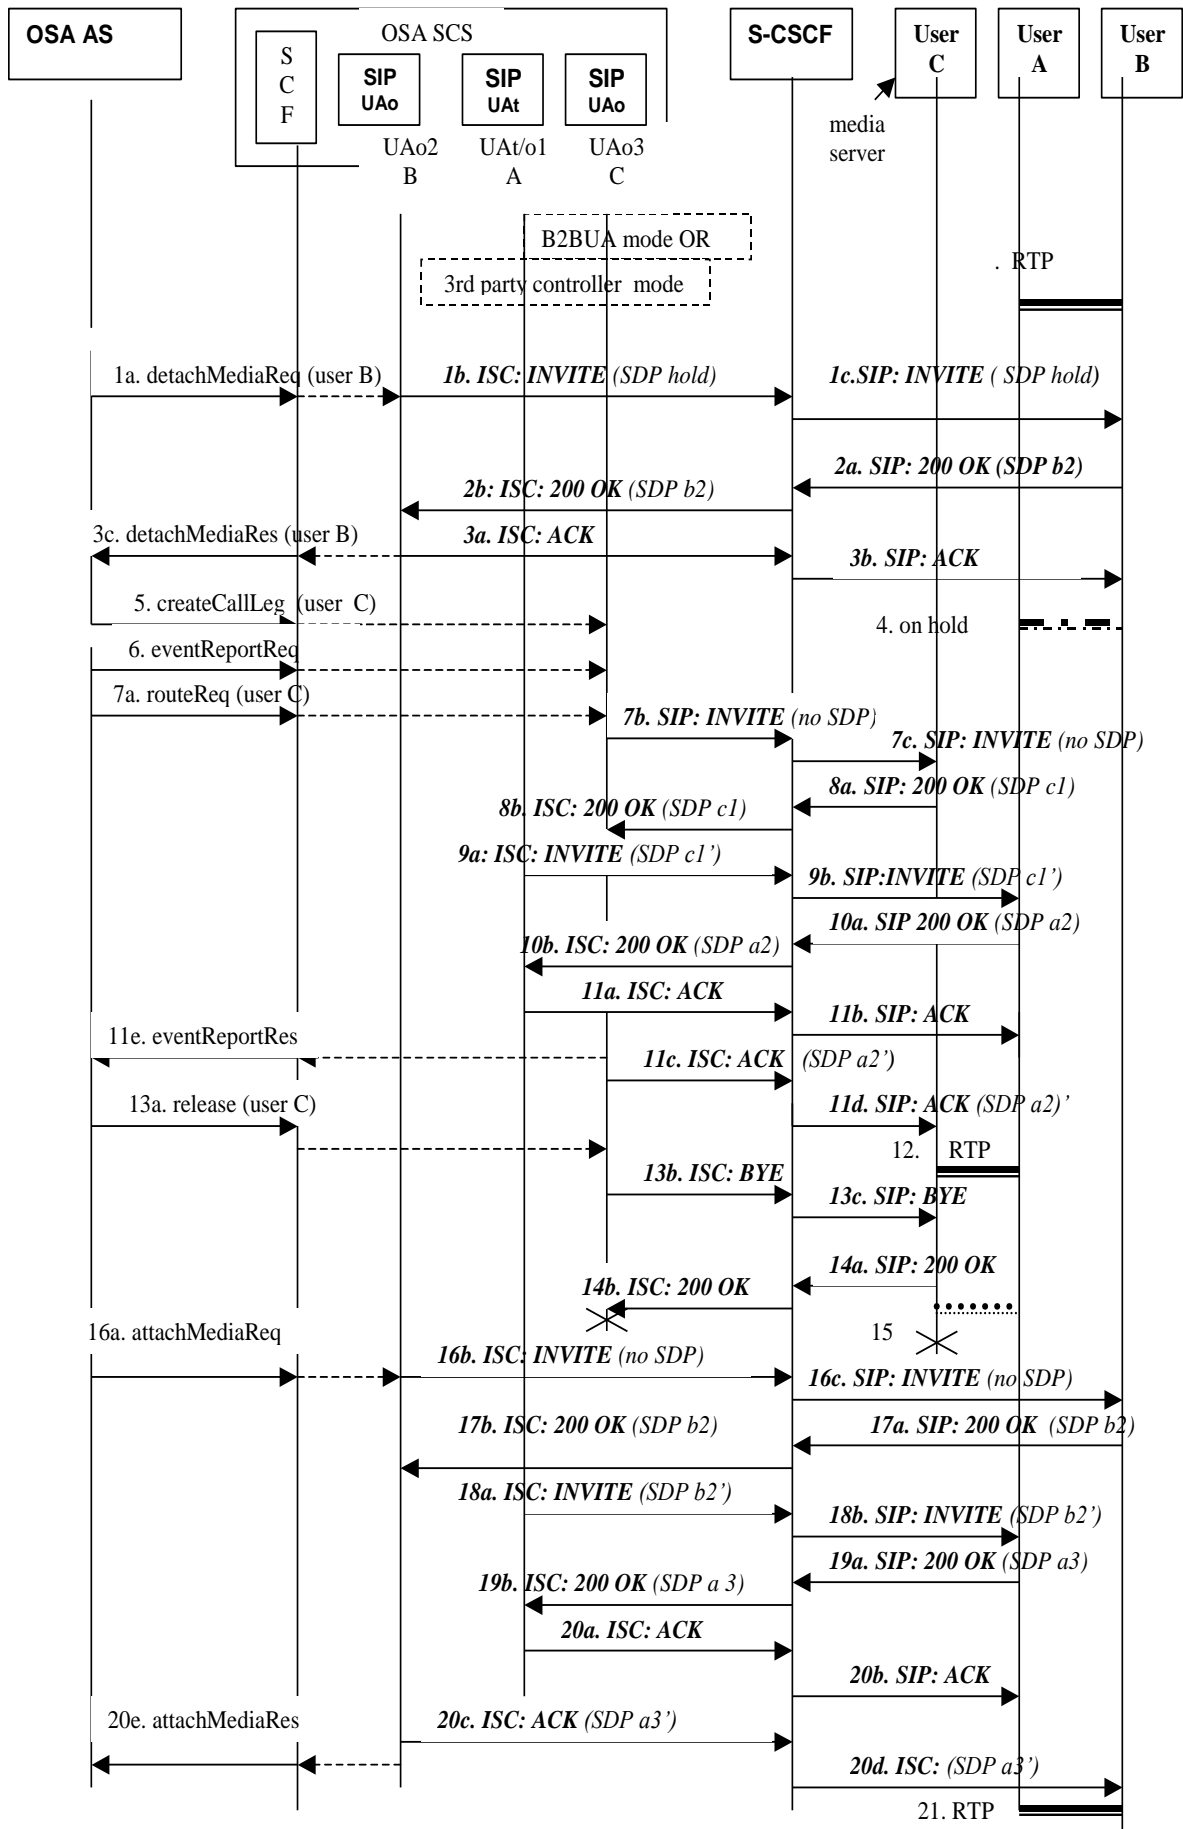 OSA AS
OSA SCS
S-CSCF
User
C
User
A
User
B
S
C
F
SIP
UAo
SIP
UAt
SIP
UAo
media
server
UAo2
B
UAt/o1
A
UAo3
C
B2BUA mode OR
. RTP
3rd party controller mode
1a. detachMediaReq (user B)
1b. ISC: INVITE (SDP hold)
1c.SIP: INVITE ( SDP hold)
2a. SIP: 200 OK (SDP b2)
2b: ISC: 200 OK (SDP b2)
3c. detachMediaRes (user B)
3a. ISC: ACK
3b. SIP: ACK
5. createCallLeg (user C)
4. on hold
6. eventReportReq
7a. routeReq (user C)
7b. SIP: INVITE (no SDP)
7c. SIP: INVITE (no SDP)
8a. SIP: 200 OK (SDP c1)
8b. ISC: 200 OK (SDP c1)
9a: ISC: INVITE (SDP c1’)
9b. SIP:INVITE (SDP c1’)
10a. SIP 200 OK (SDP a2)
10b. ISC: 200 OK (SDP a2)
11a. ISC: ACK
11b. SIP: ACK
11e. eventReportRes
11c. ISC: ACK (SDP a2’)
13a. release (user C)
11d. SIP: ACK (SDP a2)’
12. RTP
13b. ISC: BYE
13c. SIP: BYE
14a. SIP: 200 OK
14b. ISC: 200 OK
16a. attachMediaReq
15
16b. ISC: INVITE (no SDP)
16c. SIP: INVITE (no SDP)
17b. ISC: 200 OK (SDP b2)
17a. SIP: 200 OK (SDP b2)
18a. ISC: INVITE (SDP b2’)
18b. SIP: INVITE (SDP b2’)
19a. SIP: 200 OK (SDP a3)
19b. ISC: 200 OK (SDP a 3)
20a. ISC: ACK
20b. SIP: ACK
20e. attachMediaRes
20c. ISC: ACK (SDP a3’)
20d. ISC: (SDP a3’)
21. RTP